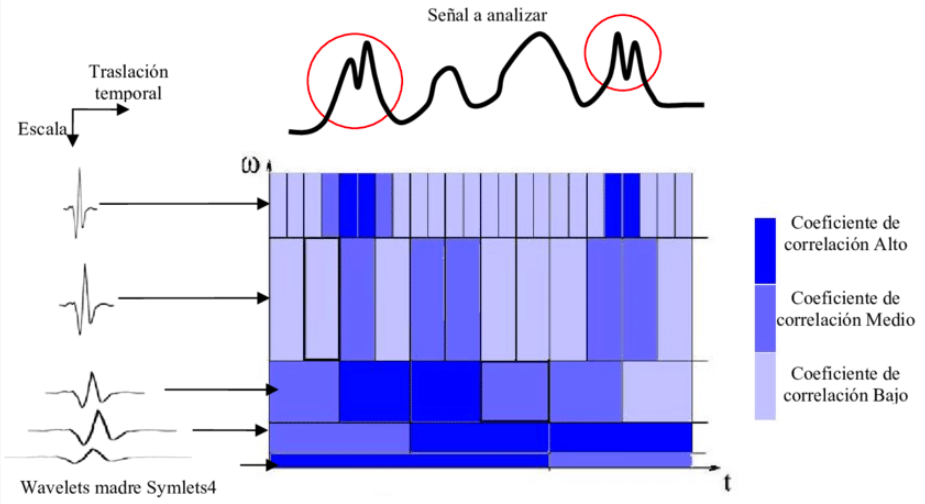 Señal a analizar
Traslación
temporal
Escala
ω
Coeficiente de
correlación Alto
Coeficiente de
correlación Medio
Coeficiente de
correlación Bajo
t
Wavelets madre Symlets4